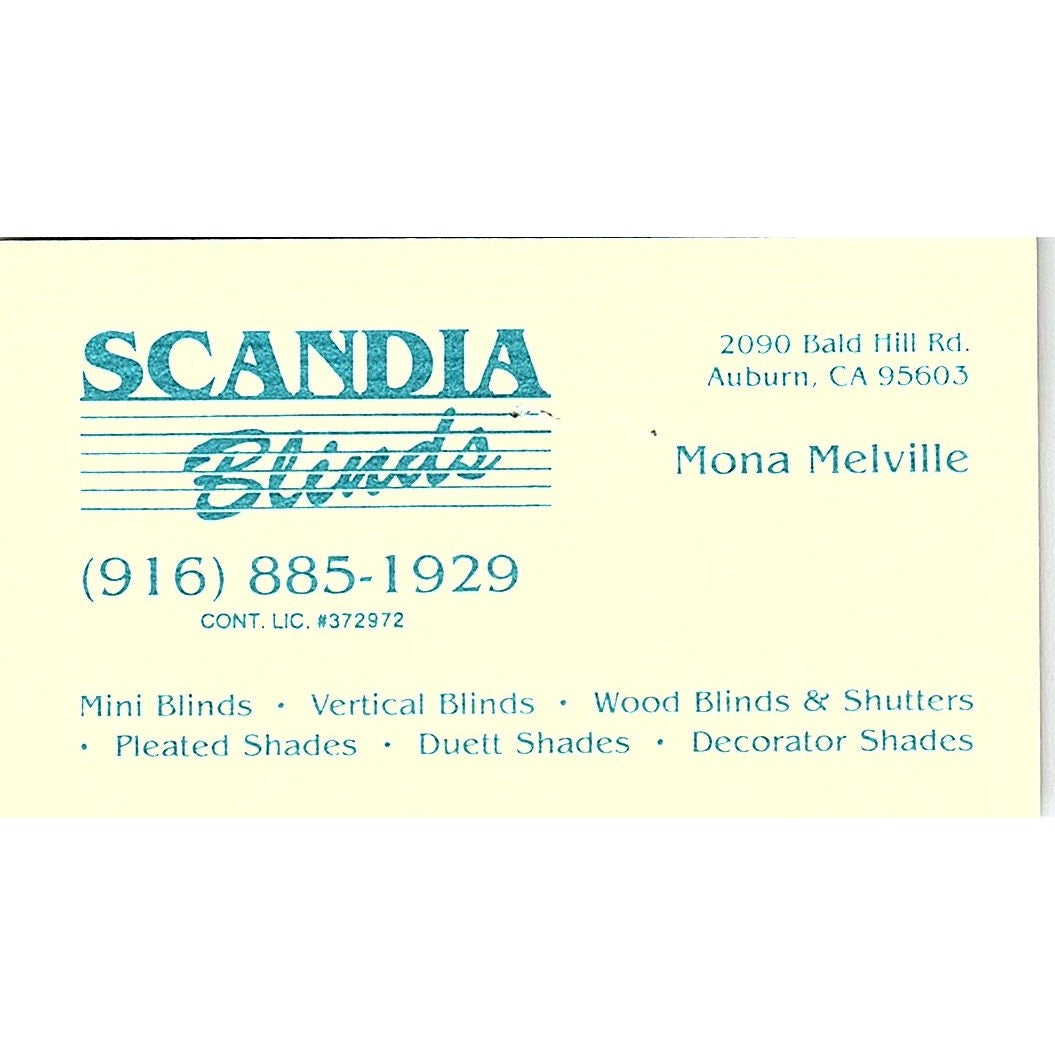 SCANDIA
Blinds
(916) 885-1929
CONT. LIC. #372972
2090 Bald Hill Rd.
Auburn, CA 95603
Mona Melville
Mini Blinds • Vertical Blinds • Wood Blinds & Shutters
• Pleated Shades • Duett Shades • Decorator Shades